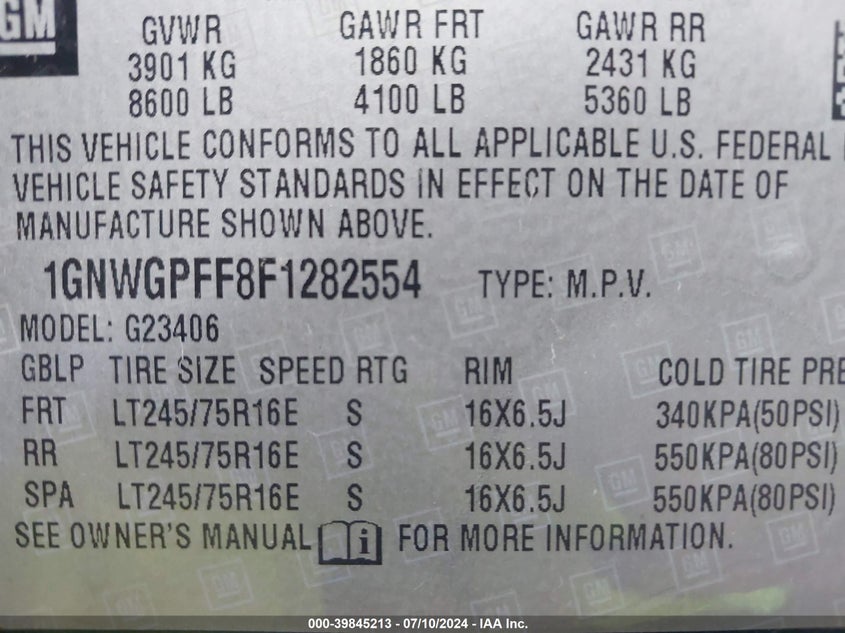 GM
GVWR GAWR FRT GAWR RR
3901 KG 1860 KG 2431 KG
8600 LB 4100 LB 5360 LB
THIS VEHICLE CONFORMS TO ALL APPLICABLE U.S. FEDERAL
VEHICLE SAFETY STANDARDS IN EFFECT ON THE DATE OF
MANUFACTURE SHOWN ABOVE.
1GNWGPFF8F1282554 TYPE: M.P.V.
MODEL: G23406
GBLP TIRE SIZE SPEED RTG RIM COLD TIRE PRE
FRT LT245/75R16E S 16X6.5J 340KPA(50PSI)
RR LT245/75R16E S 16X6.5J 550KPA(80PSI)
SPA LT245/75R16E S 16X6.5J 550KPA(80PSI)
SEE OWNER'S MANUAL i FOR MORE INFORMATION.
000-39845213 - 07/10/2024 - IAA Inc.